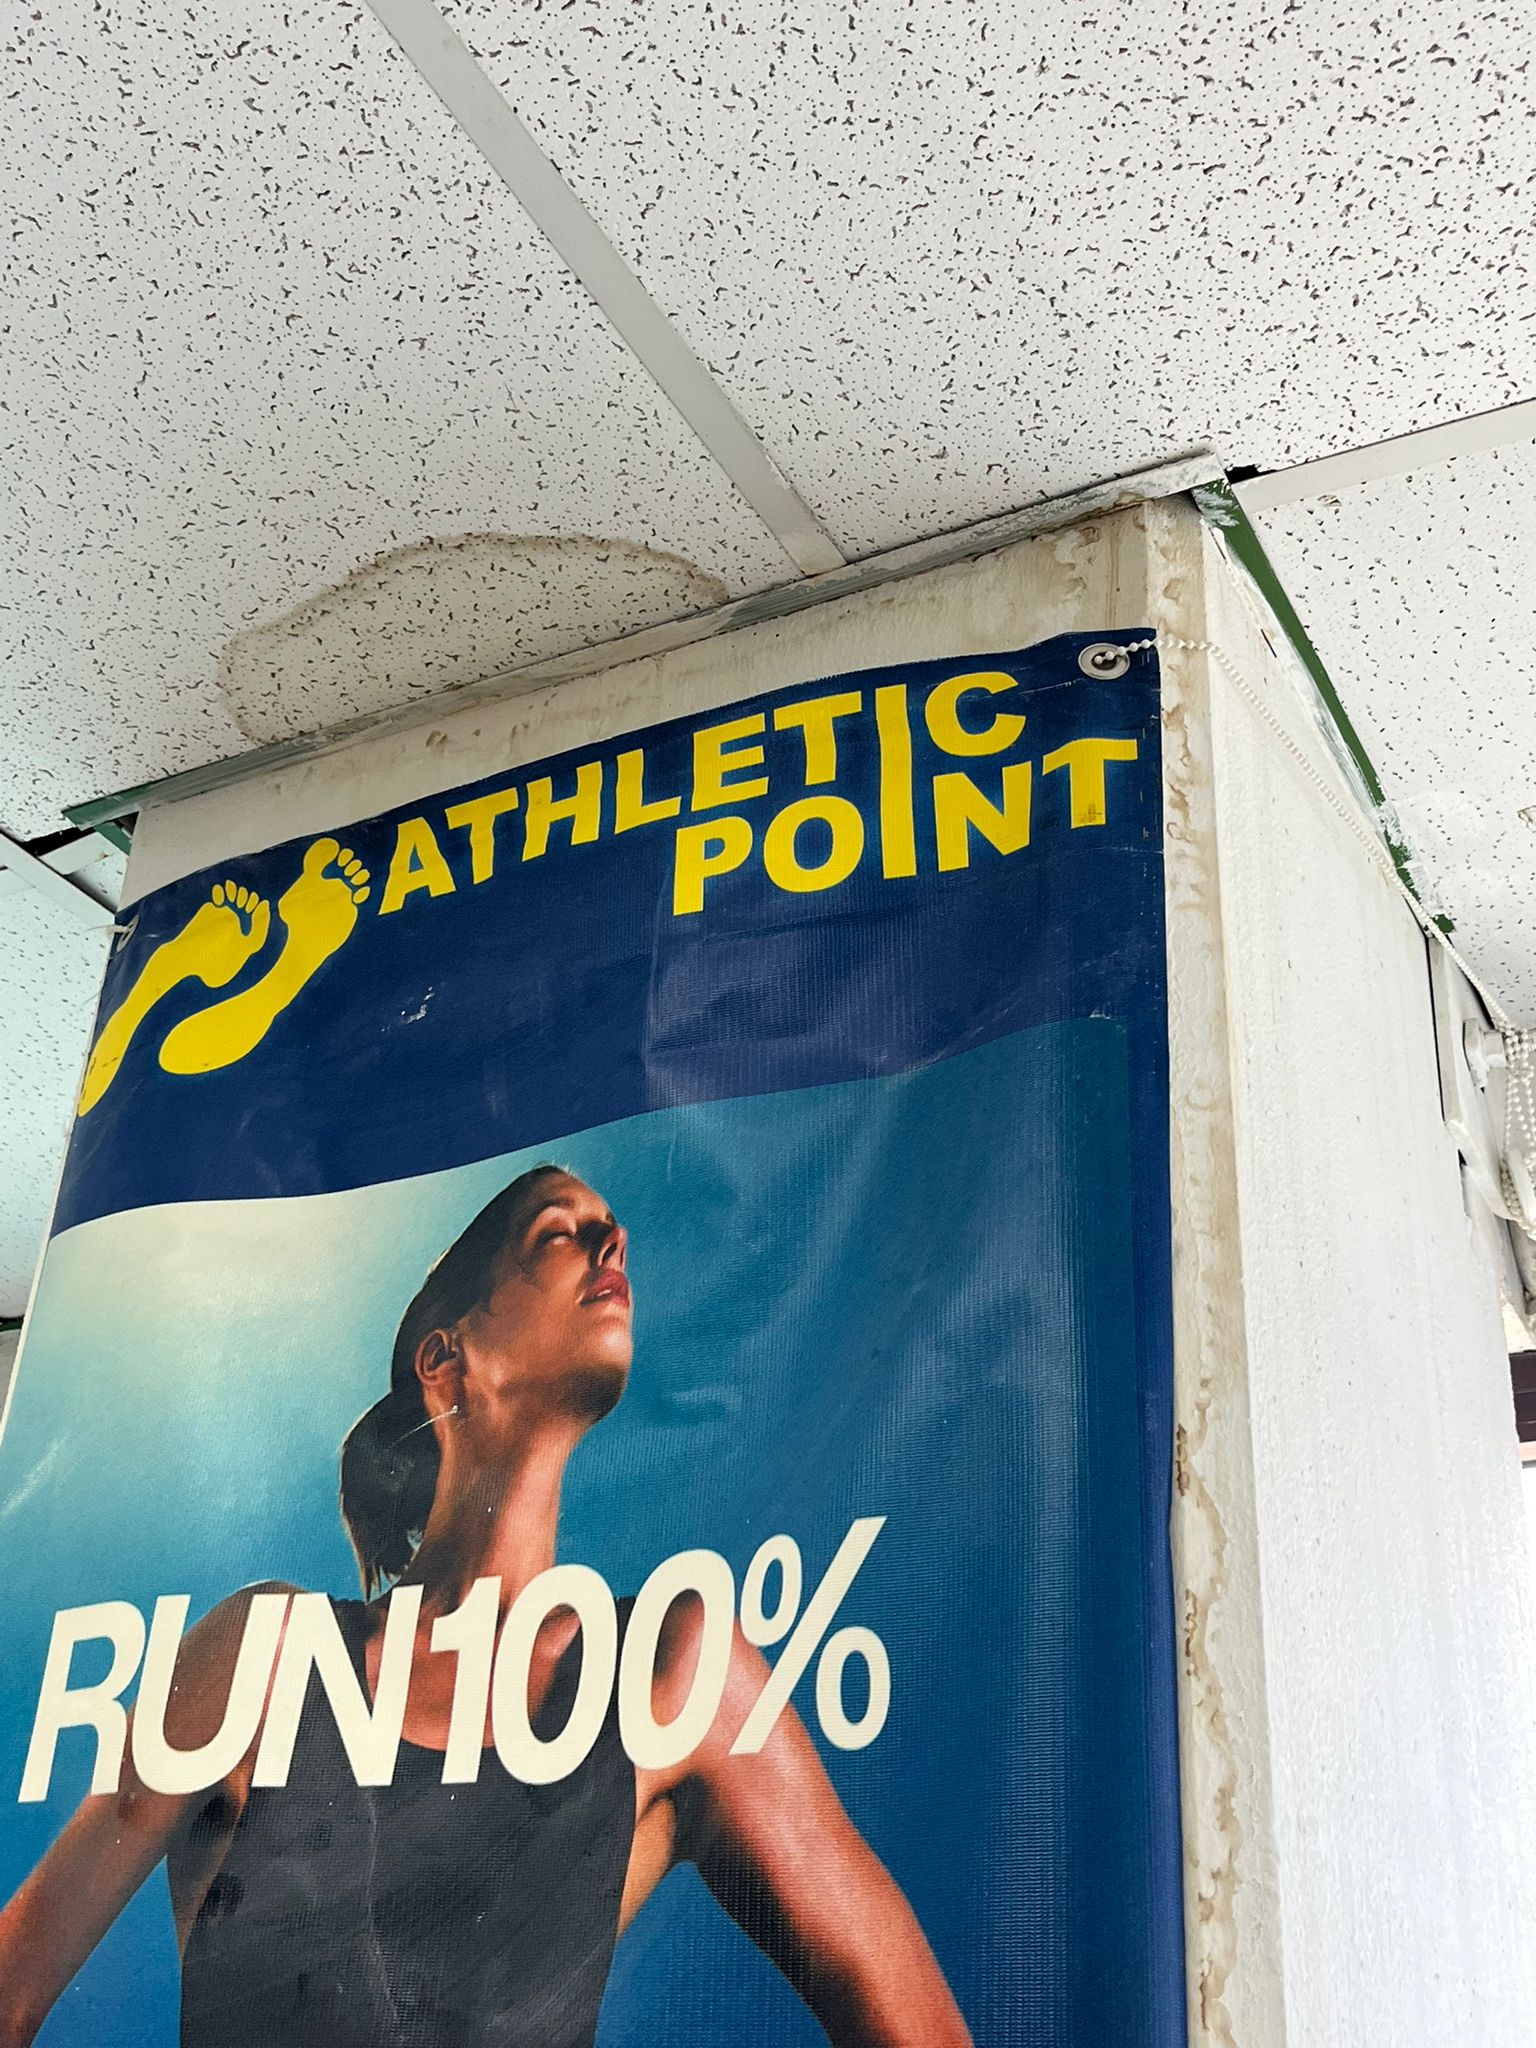 ATHLETIC
POINT
RUN100%